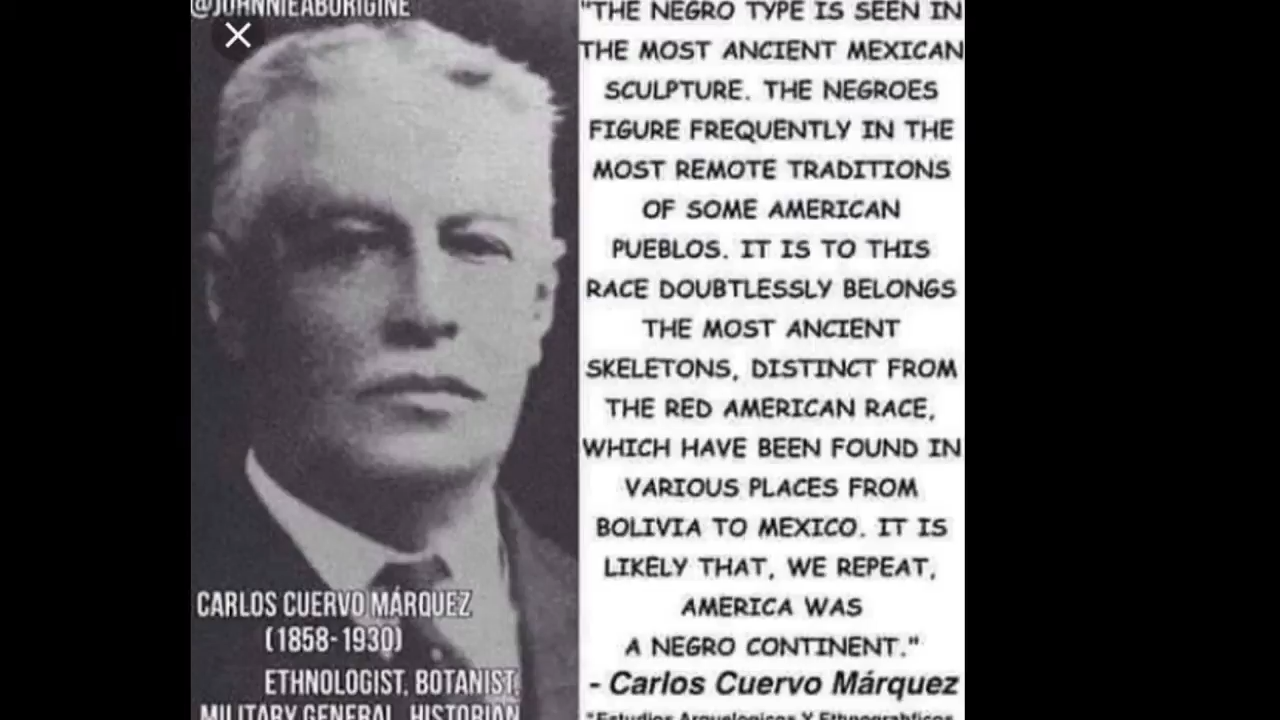 @JOHNNIEABORIGINE
"THE NEGRO TYPE IS SEEN IN
THE MOST ANCIENT MEXICAN
SCULPTURE. THE NEGROES
FIGURE FREQUENTLY IN THE
MOST REMOTE TRADITIONS
OF SOME AMERICAN
PUEBLOS. IT IS TO THIS
RACE DOUBTLESSLY BELONGS
THE MOST ANCIENT
SKELETONS, DISTINCT FROM
THE RED AMERICAN RACE,
WHICH HAVE BEEN FOUND IN
VARIOUS PLACES FROM
BOLIVIA TO MEXICO. IT IS
LIKELY THAT, WE REPEAT,
AMERICA WAS
A NEGRO CONTINENT."
- Carlos Cuervo Márquez
"Estudios Arquelogicos Y
CARLOS CUERVO MÁRQUEZ
(1858-1930)
ETHNOLOGIST, BOTANIST,
MILITARY GENERAL, HISTORIAN